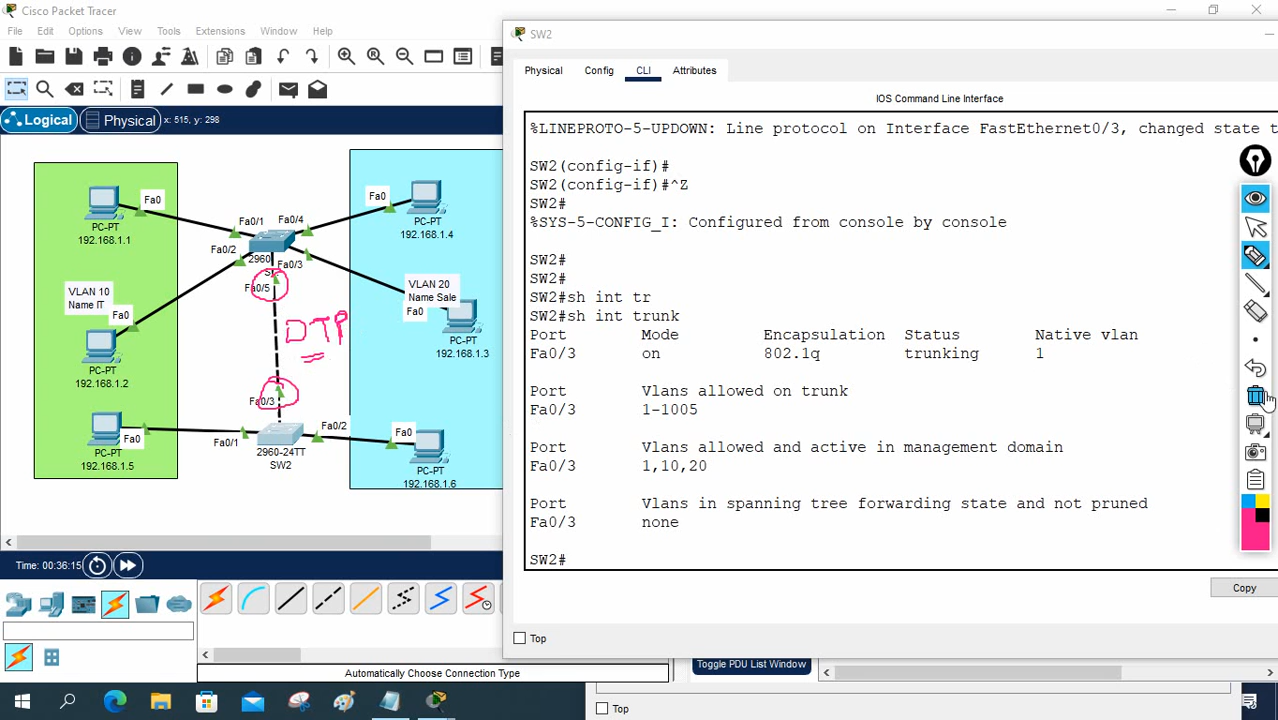 Cisco Packet Tracer
File Edit Options View Tools Extensions Window Help
Logical Physical x: 515, y: 298
Fa0
PC-PT
192.168.1.1
Fa0/1
Fa0/4
Fa0
PC-PT
192.168.1.4
Fa0/2
2960
Fa0/3
Fa0/5
VLAN 10
Name IT
Fa0
PC-PT
192.168.1.2
VLAN 20
Name Sale
Fa0
PC-PT
192.168.1.3
DTP
Fa0/3
Fa0
PC-PT
192.168.1.5
Fa0/1
Fa0/2
2960-24TT
SW2
Fa0
PC-PT
192.168.1.6
Time: 00:36:15
Automatically Choose Connection Type
SW2
Physical Config CLI Attributes
IOS Command Line Interface
%LINEPROTO-5-UPDOWN: Line protocol on Interface FastEthernet0/3, changed state t
SW2(config-if)#
SW2(config-if)#^Z
SW2#
%SYS-5-CONFIG_I: Configured from console by console
SW2#
SW2#
SW2#sh int tr
SW2#sh int trunk
Port Mode Encapsulation Status Native vlan
Fa0/3 on 802.1q trunking 1
Port Vlans allowed on trunk
Fa0/3 1-1005
Port Vlans allowed and active in management domain
Fa0/3 1,10,20
Port Vlans in spanning tree forwarding state and not pruned
Fa0/3 none
SW2#
Copy
Top
Toggle PDU List Window
Top